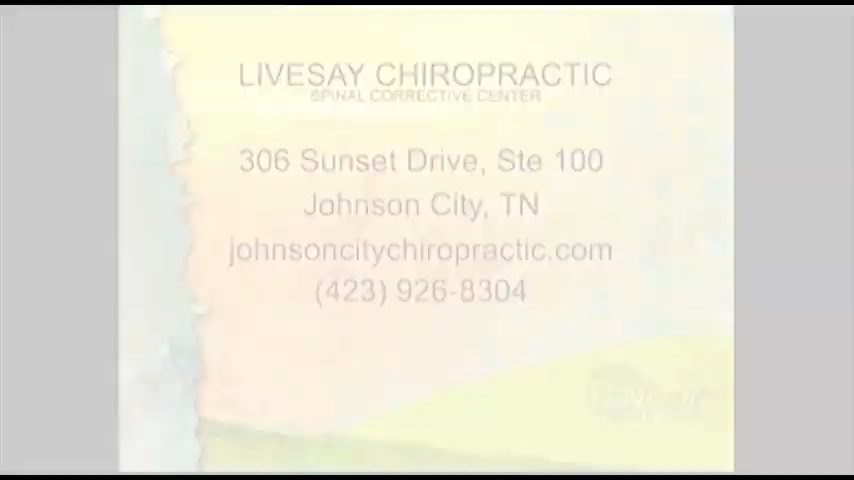 LIVESAY CHIROPRACTIC
SPINAL CORRECTIVE CENTER
306 Sunset Drive, Ste 100
Johnson City, TN
johnsoncitychiropractic.com
(423) 926-8304